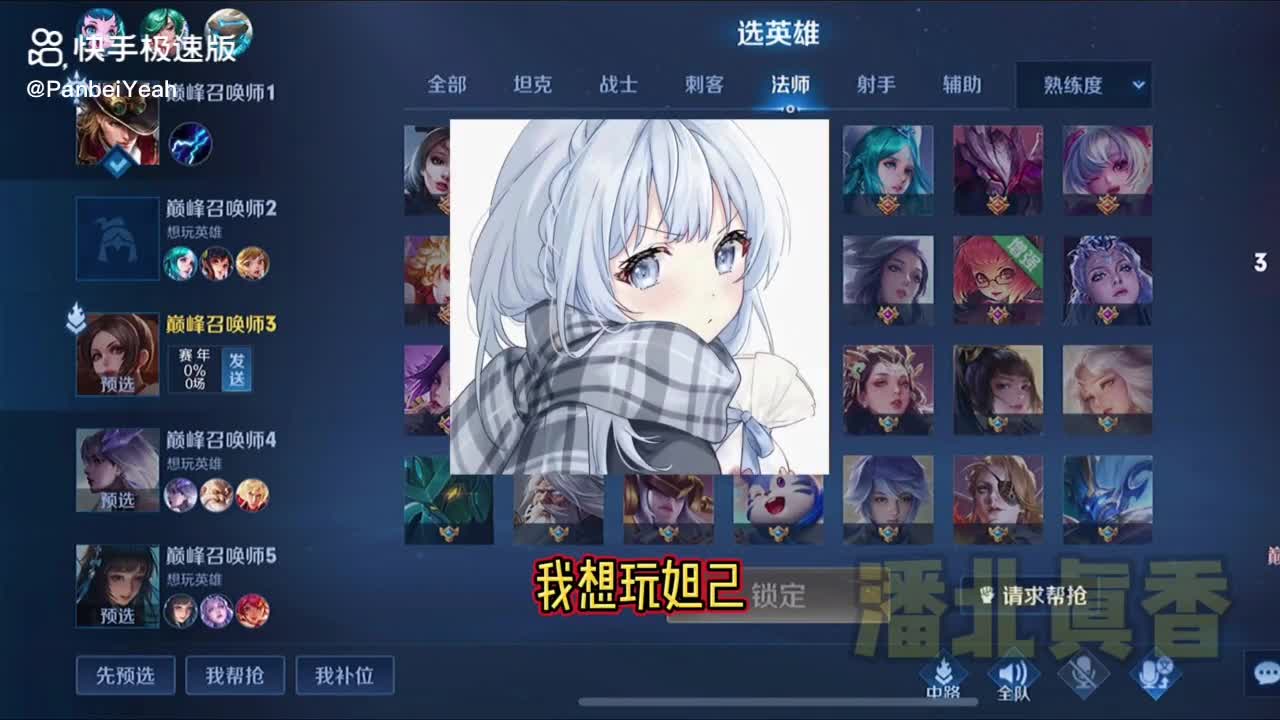 快手极速版
@PanbeiYeah
选英雄
全部 坦克 战士 刺客 法师 射手 辅助 熟练度
巅峰召唤师1
巅峰召唤师2
想玩英雄
巅峰召唤师3
预选
赛年
0%
0场
发送
巅峰召唤师4
想玩英雄
预选
巅峰召唤师5
想玩英雄
预选
增强
3
我想玩妲己
锁定
请求帮抢
潘北真香
先预选 我帮抢 我补位
中路
全队